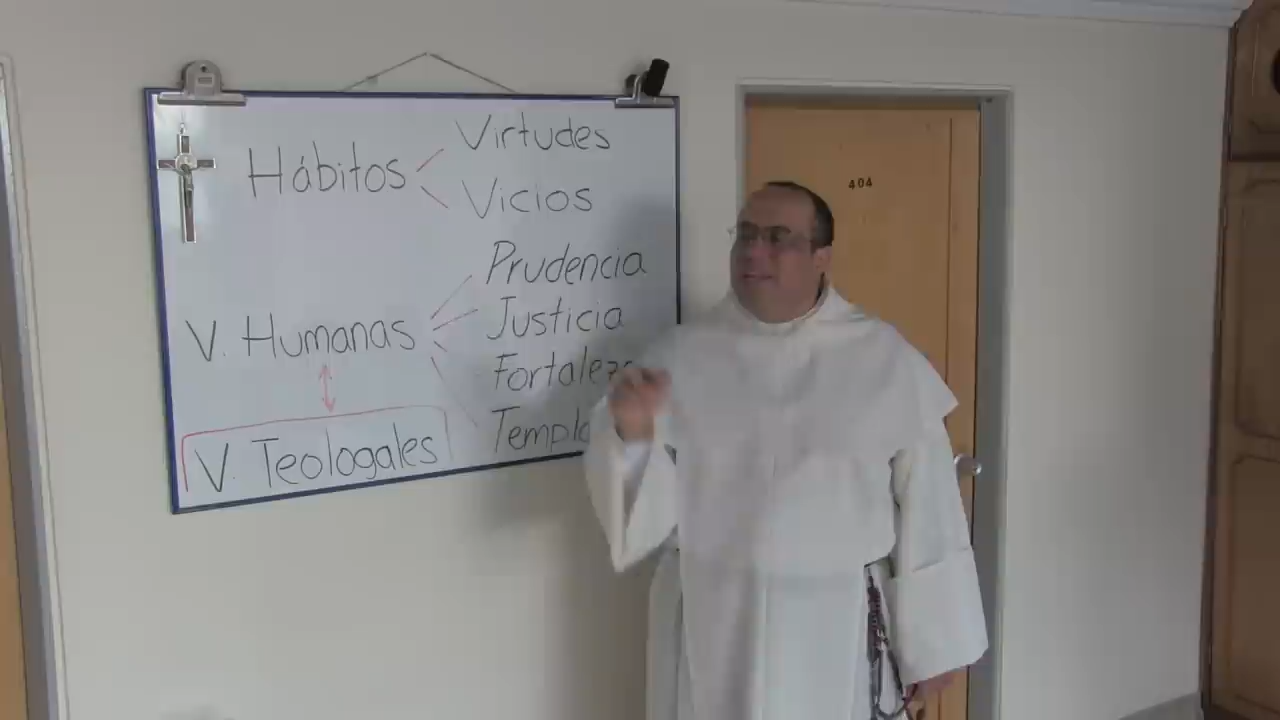 Hábitos
Virtudes
Vicios
V. Humanas
Prudencia
Justicia
V. Teologales
404